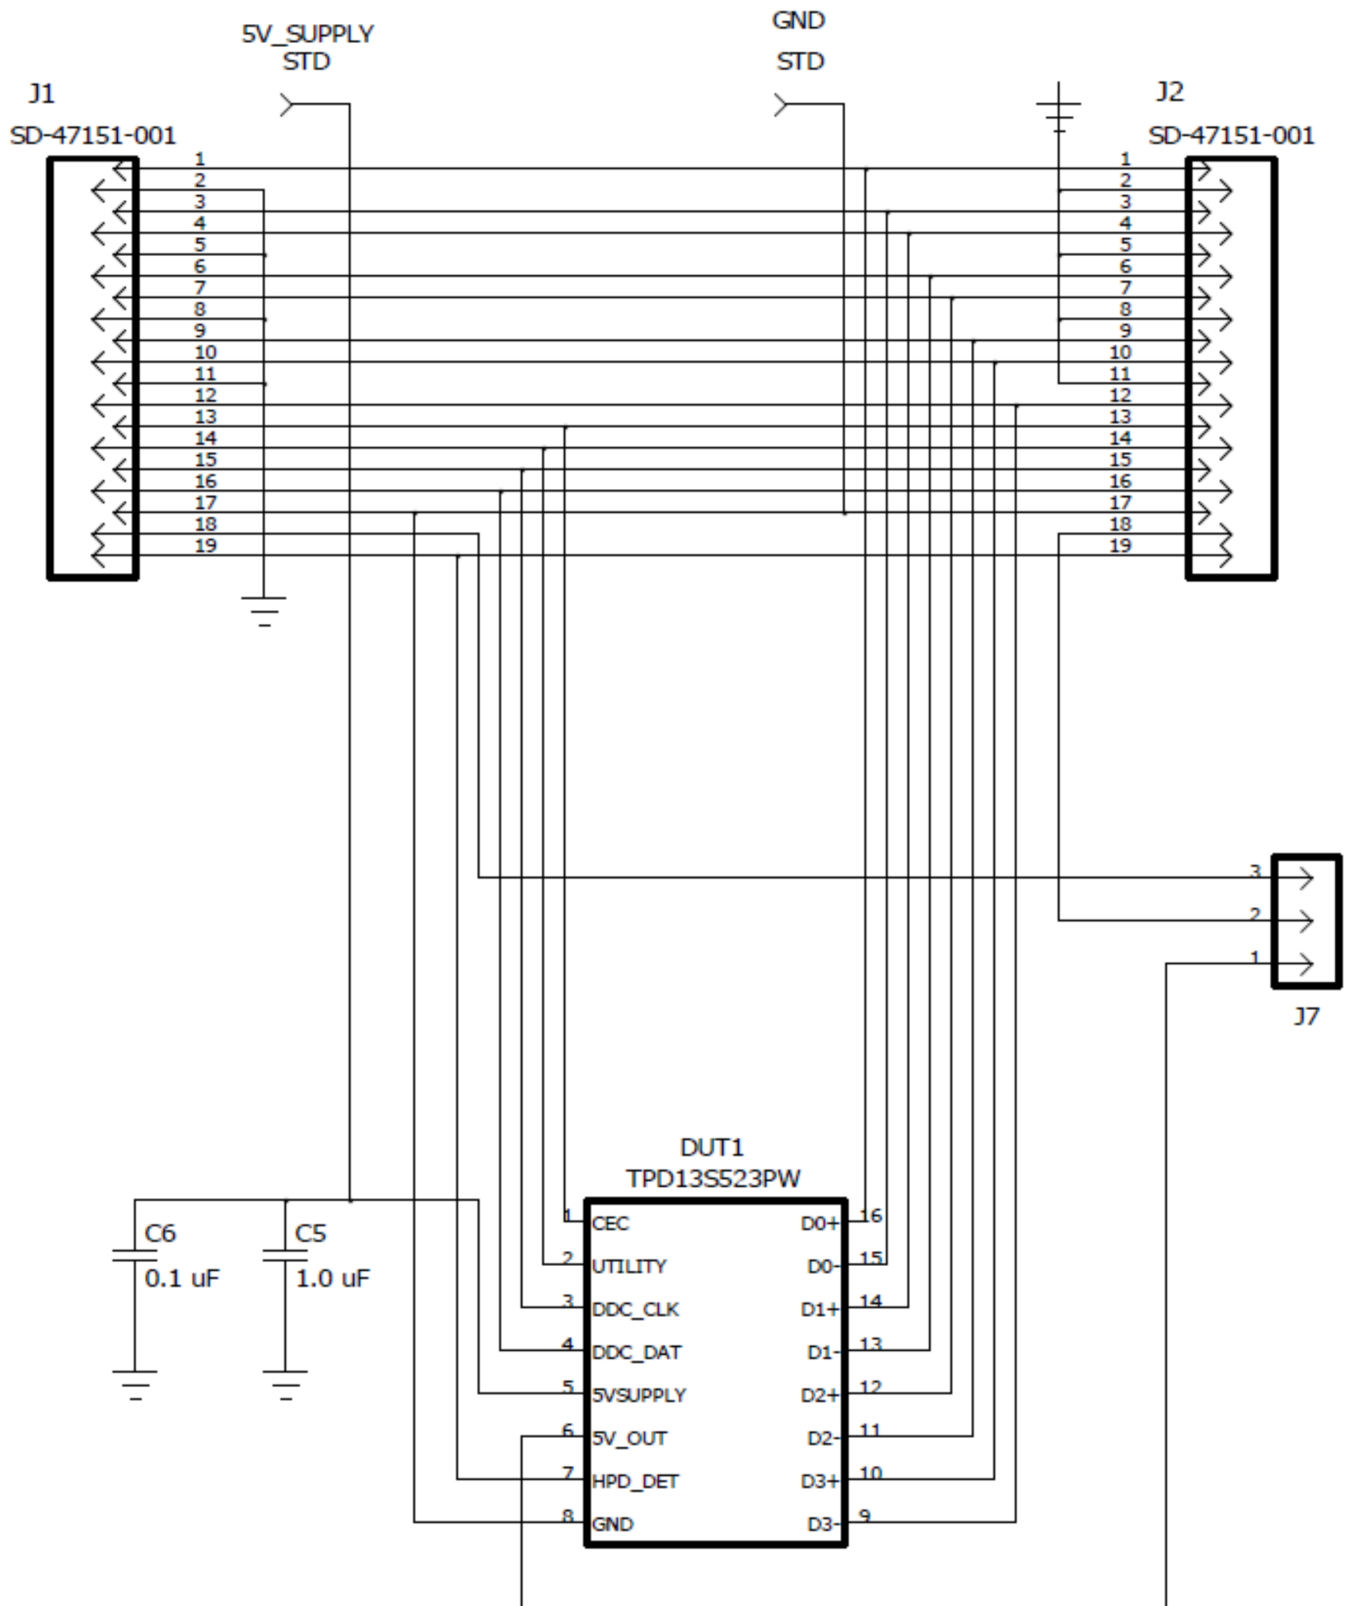 5V_SUPPLY
STD
GND
STD
J1
SD-47151-001
J2
SD-47151-001
1
2
3
4
5
6
7
8
9
10
11
12
13
14
15
16
17
18
19
1
2
3
4
5
6
7
8
9
10
11
12
13
14
15
16
17
18
19
3
2
1
J7
DUT1
TPD13S523PW
C6
0.1 uF
C5
1.0 uF
1 CEC D0+ 16
2 UTILITY D0- 15
3 DDC_CLK D1+ 14
4 DDC_DAT D1- 13
5 5VSUPPLY D2+ 12
6 5V_OUT D2- 11
7 HPD_DET D3+ 10
8 GND D3- 9